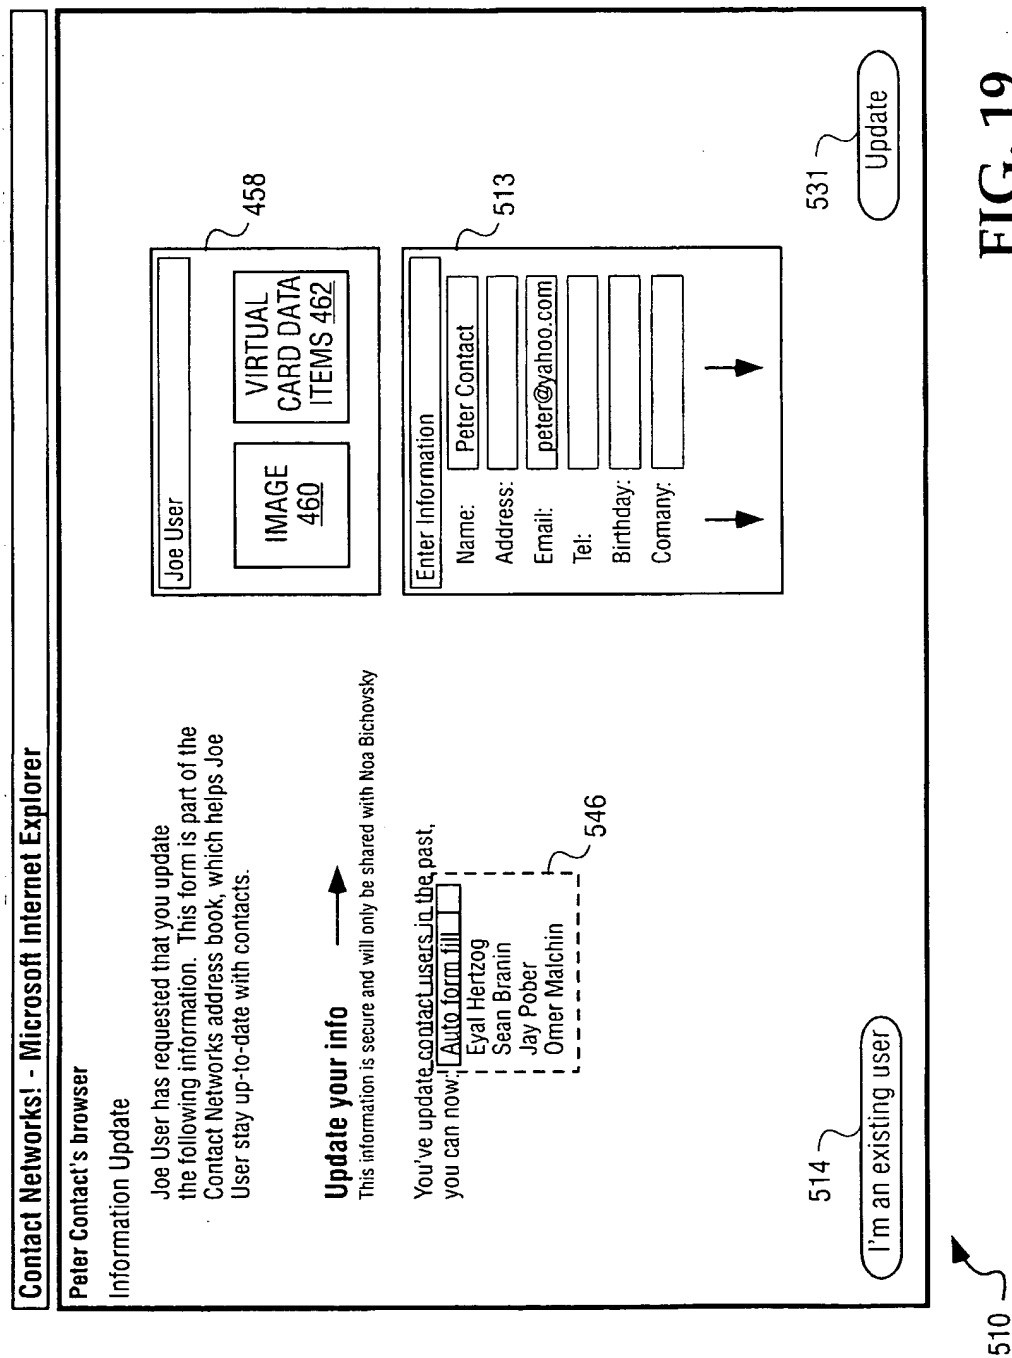 Contact Networks! - Microsoft Internet Explorer
Peter Contact's browser
Information Update
Joe User has requested that you update
the following information. This form is part of the
Contact Networks address book, which helps Joe
User stay up-to-date with contacts.
Update your info
This information is secure and will only be shared with Noa Bichovsky
You've update contact users in the past,
you can now:
Auto form fill
Eyal Hertzog
Sean Branin
Jay Pober
Omer Malchin
546
514
I'm an existing user
Joe User
IMAGE
460
VIRTUAL
CARD DATA
ITEMS 462
458
Enter Information
Name: Peter Contact
Address:
Email: peter@yahoo.com
Tel:
Birthday:
Comany:
513
531
Update
510
FIG. 19